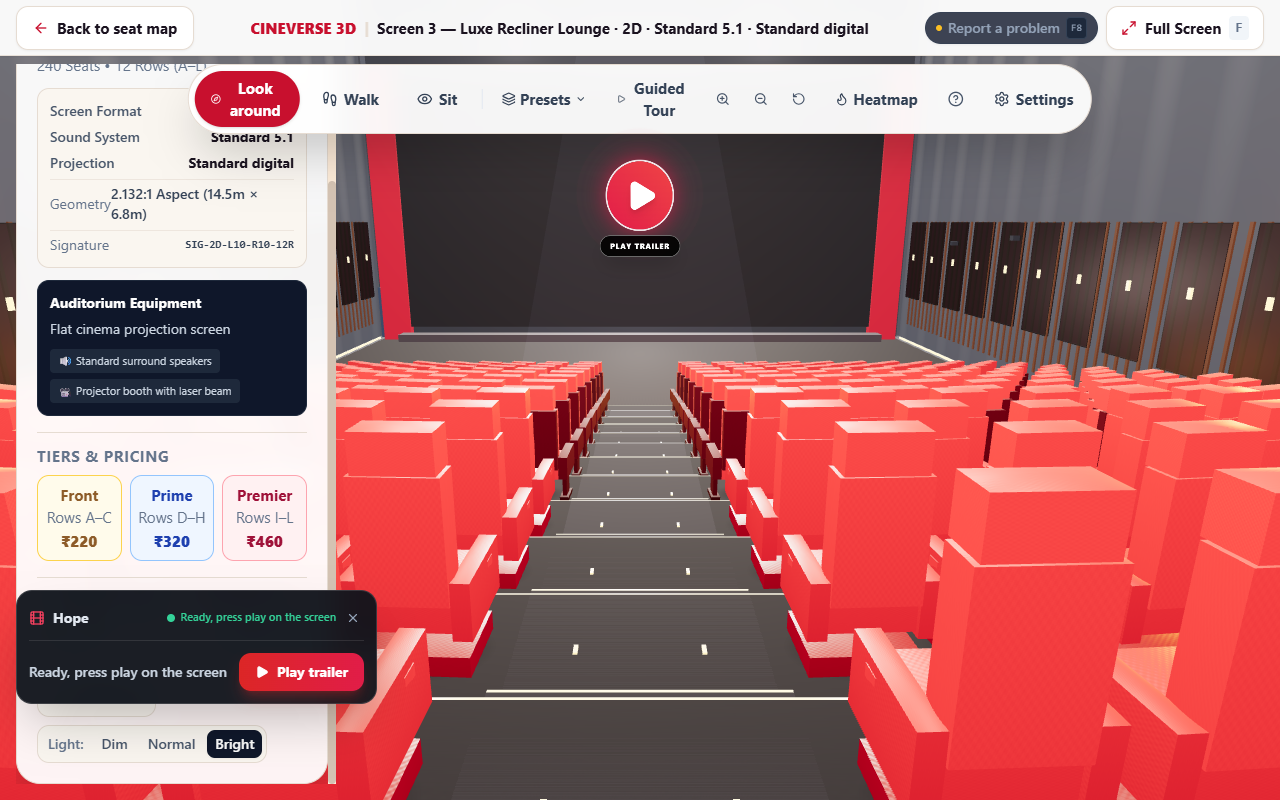 Back to seat map
CINEVERSE 3D | Screen 3 — Luxe Recliner Lounge · 2D · Standard 5.1 · Standard digital
Report a problem F8
Full Screen F
Look around
Walk
Sit
Presets
Guided Tour
Heatmap
Settings
240 Seats • 12 Rows (A–L)
Screen Format
Sound System Standard 5.1
Projection Standard digital
Geometry 2.132:1 Aspect (14.5m × 6.8m)
Signature SIG-2D-L10-R10-12R
Auditorium Equipment
Flat cinema projection screen
Standard surround speakers
Projector booth with laser beam
TIERS & PRICING
Front
Rows A–C
₹220
Prime
Rows D–H
₹320
Premier
Rows I–L
₹460
Hope
Ready, press play on the screen
Ready, press play on the screen
Play trailer
Light: Dim Normal Bright
PLAY TRAILER